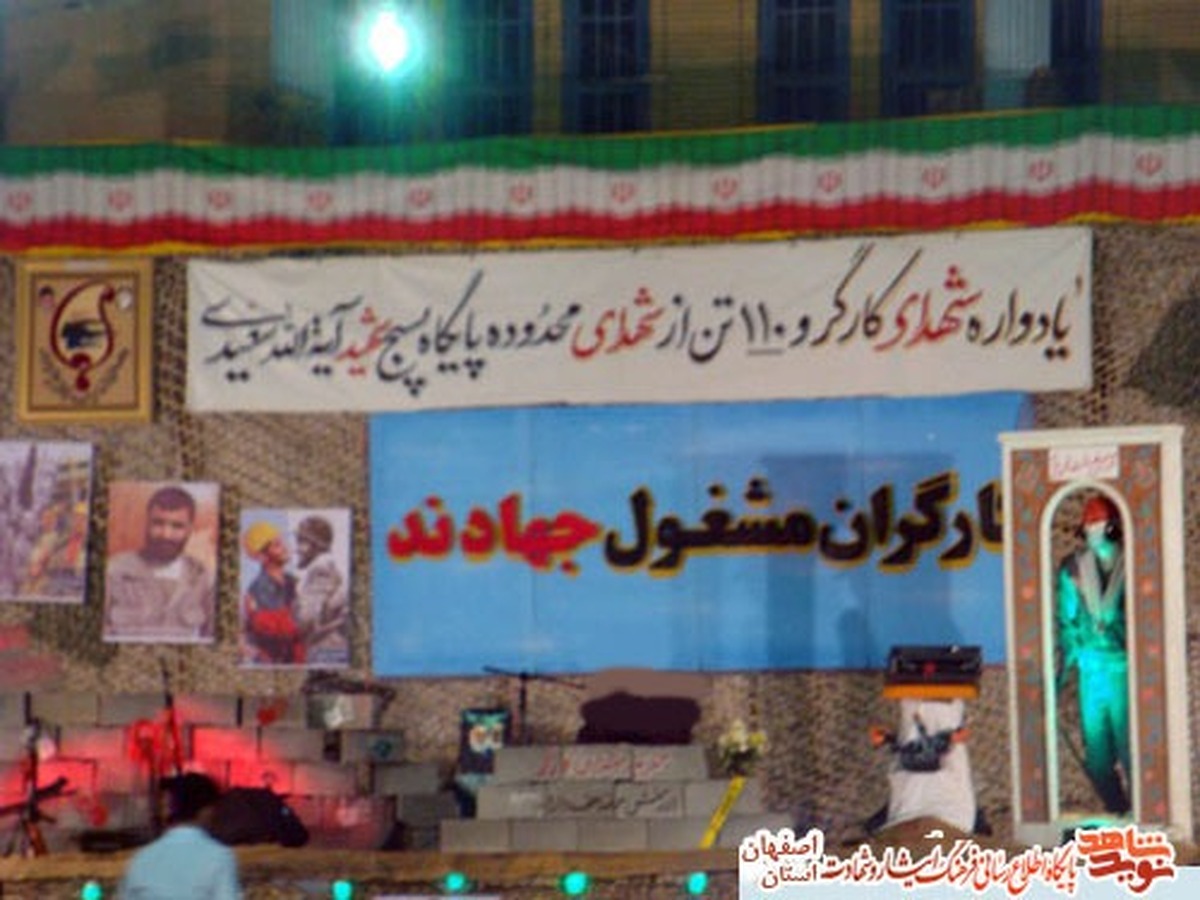 یادواره شهدای کارگر و ۱۱۰ تن از شهدای محدوده پایگاه بسیج شهید آیة الله سعیدی
کارگران مشغول جهادند
نوید شاهد
پایگاه اطلاع رسانی فرهنگ ایثار و شهادت
استان اصفهان